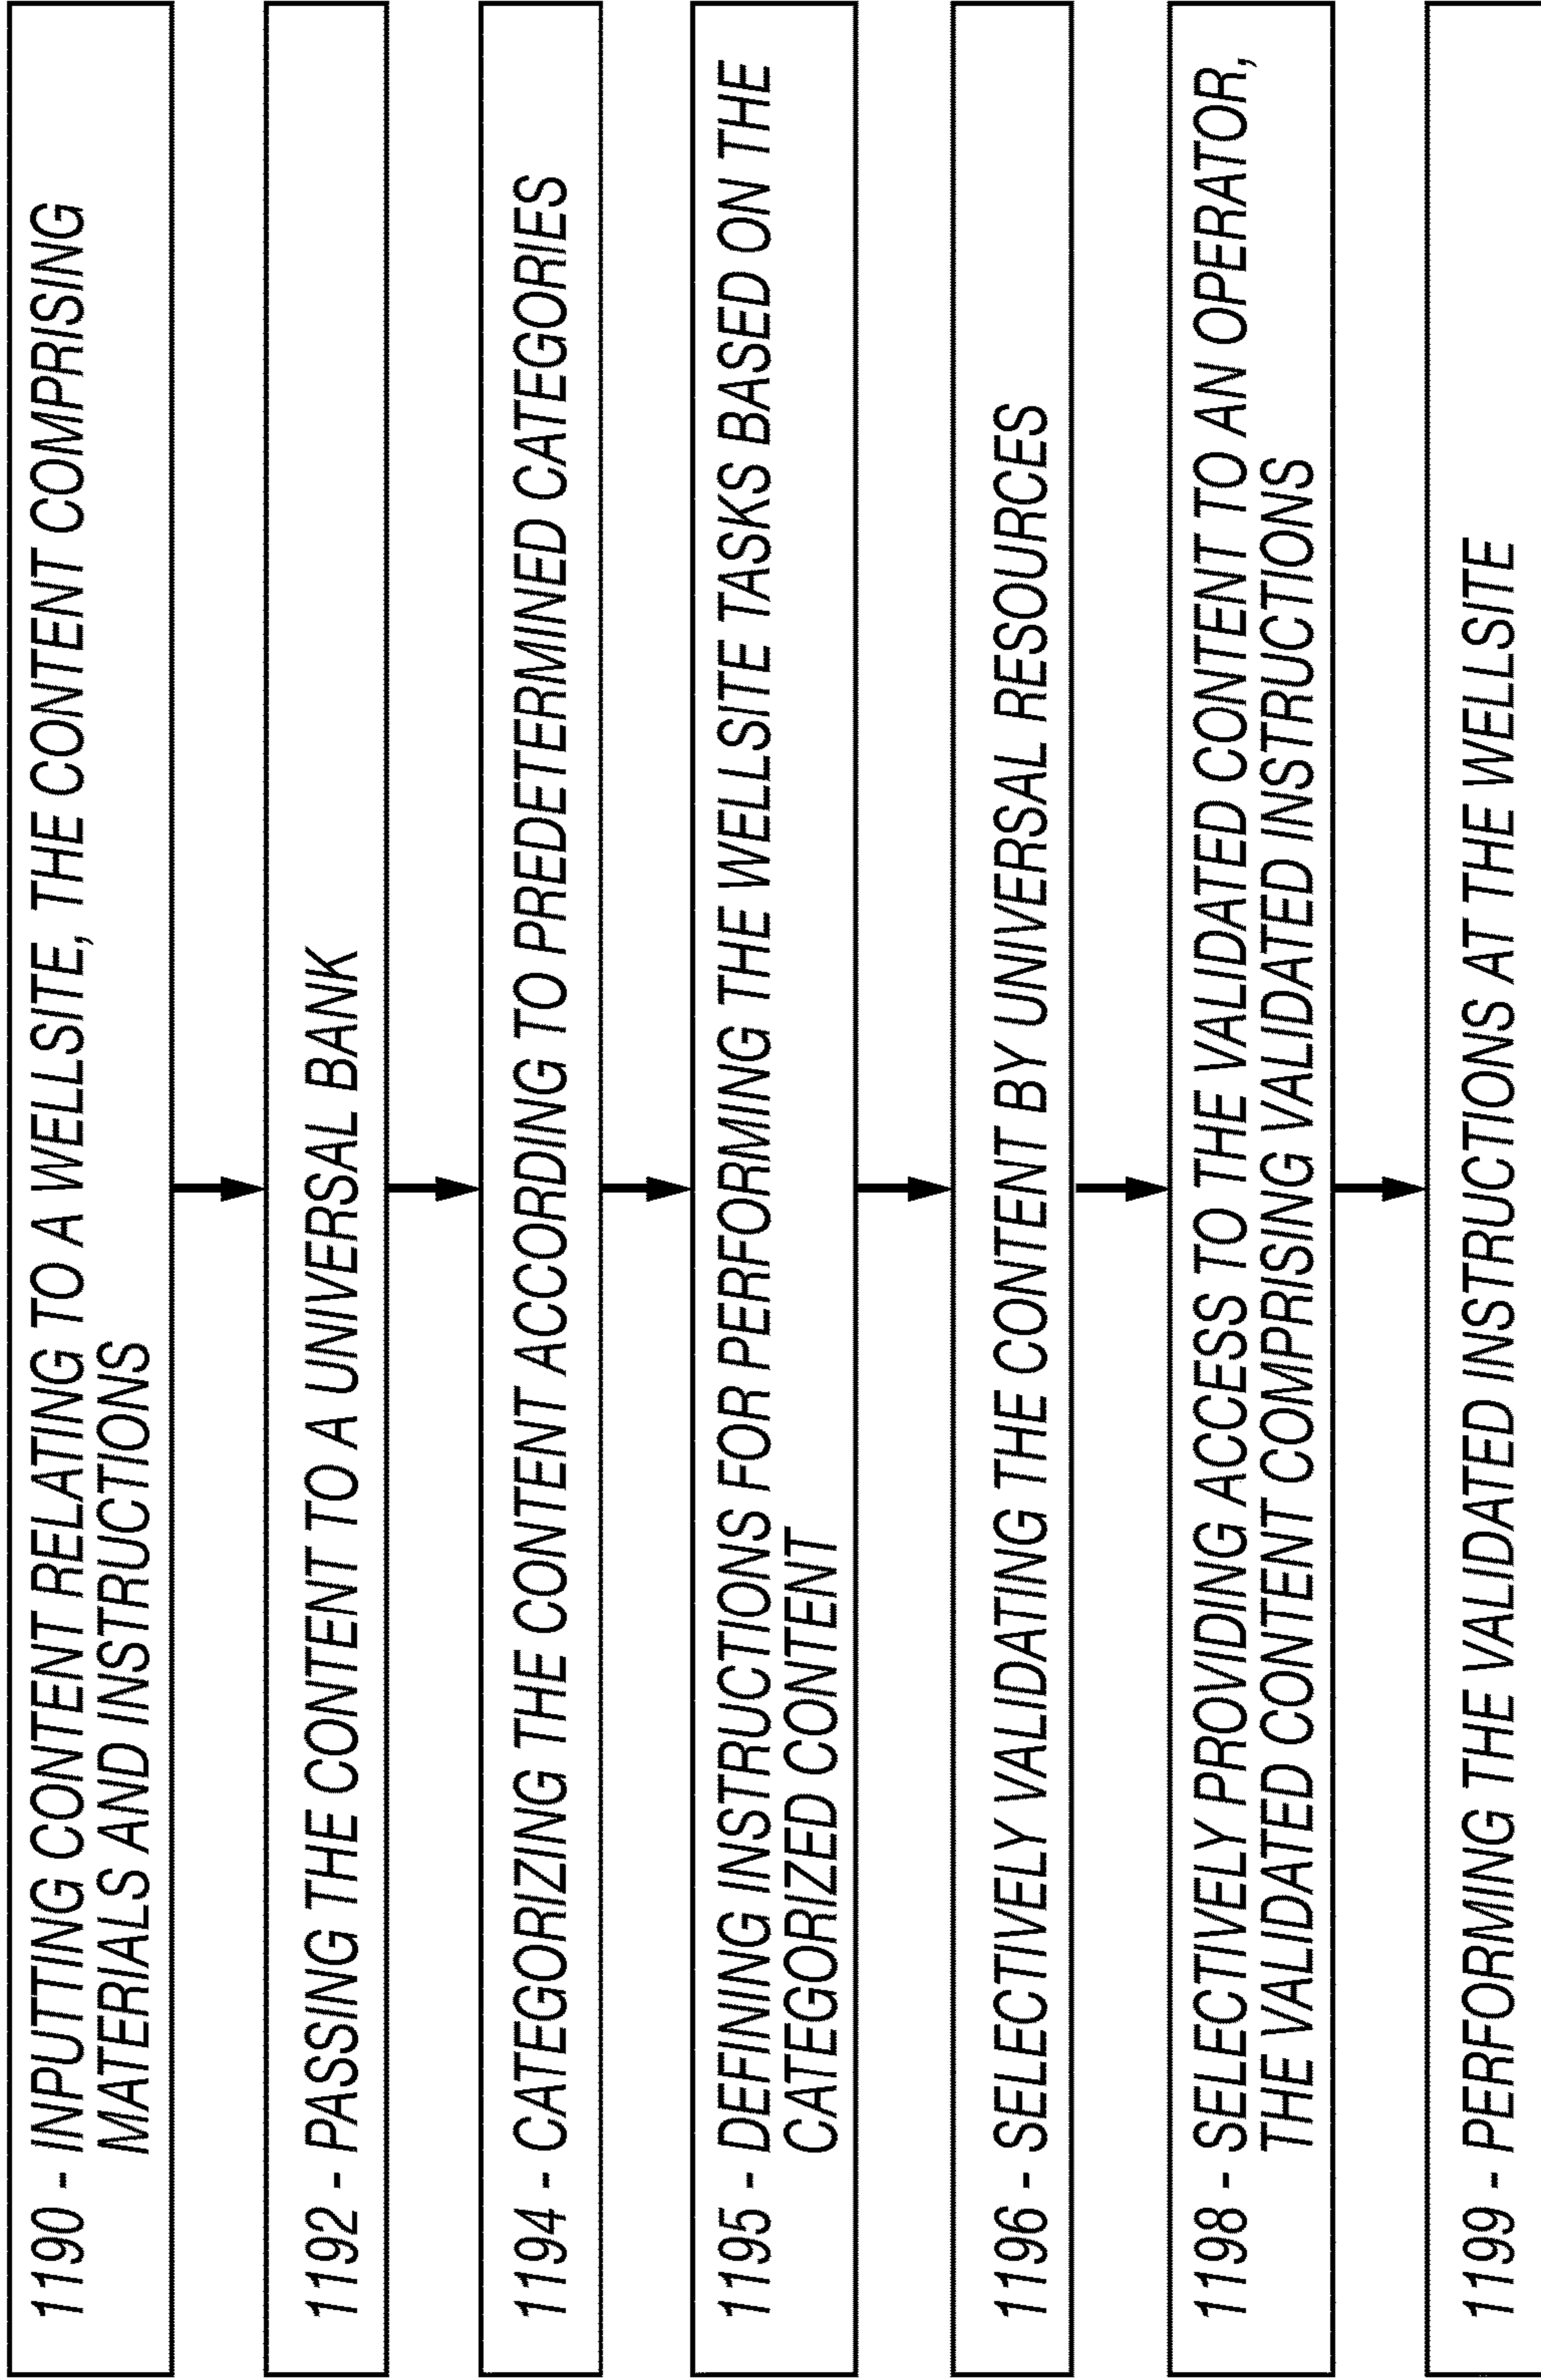 1190 - INPUTTING CONTENT RELATING TO A WELLSITE, THE CONTENT COMPRISING
MATERIALS AND INSTRUCTIONS
1192 - PASSING THE CONTENT TO A UNIVERSAL BANK
1194 - CATEGORIZING THE CONTENT ACCORDING TO PREDETERMINED CATEGORIES
1195 - DEFINING INSTRUCTIONS FOR PERFORMING THE WELLSITE TASKS BASED ON THE
CATEGORIZED CONTENT
1196 - SELECTIVELY VALIDATING THE CONTENT BY UNIVERSAL RESOURCES
1198 - SELECTIVELY PROVIDING ACCESS TO THE VALIDATED CONTENT TO AN OPERATOR,
THE VALIDATED CONTENT COMPRISING VALIDATED INSTRUCTIONS
1199 - PERFORMING THE VALIDATED INSTRUCTIONS AT THE WELLSITE